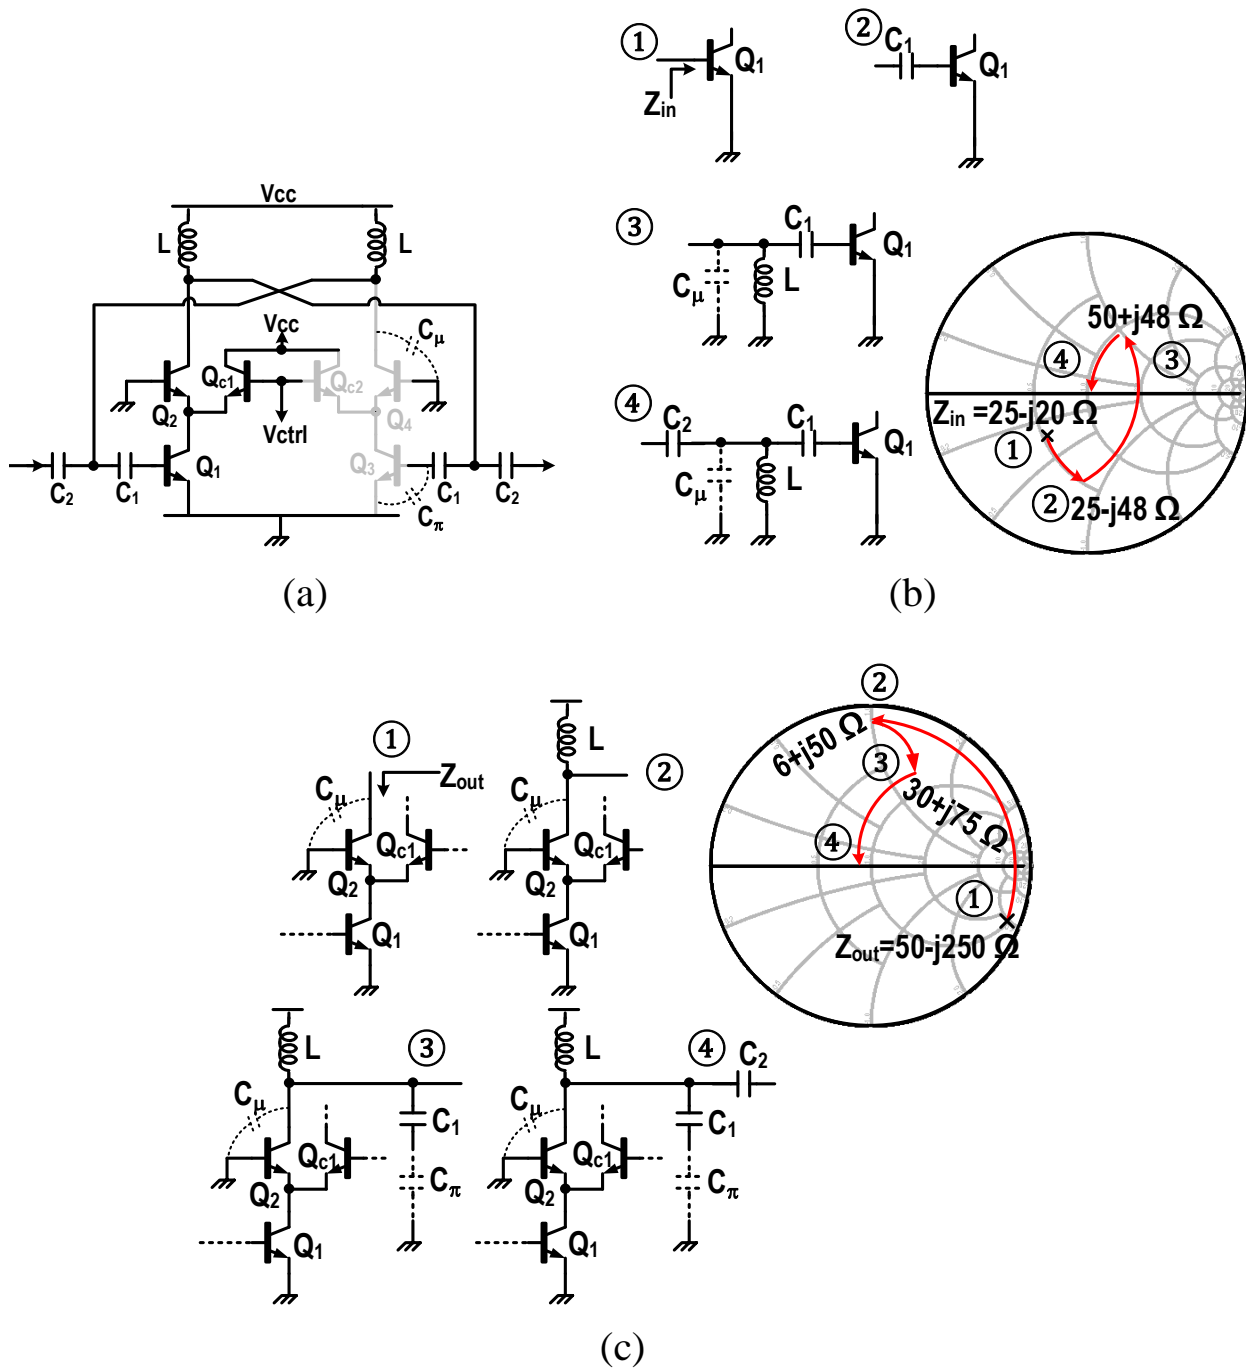 ①
Q1
Zin
②
C1
Q1
Vcc
L
L
Vcc
Cμ
Qc1
Qc2
Q2
Q4
Vctrl
Q1
Q3
C2
C1
C1
C2
Cπ
(a)
③
C1
Q1
Cμ
L
④
C2
C1
Q1
Cμ
L
50+j48 Ω
④
③
Zin =25-j20 Ω
①
②
25-j48 Ω
(b)
①
Zout
Cμ
Qc1
Q2
Q1
L
②
Cμ
Qc1
Q2
Q1
②
6+j50 Ω
③
30+j75 Ω
④
①
Zout=50-j250 Ω
L
③
Cμ
C1
Qc1
Q2
Cπ
Q1
L
④
C2
Cμ
C1
Qc1
Q2
Cπ
Q1
(c)